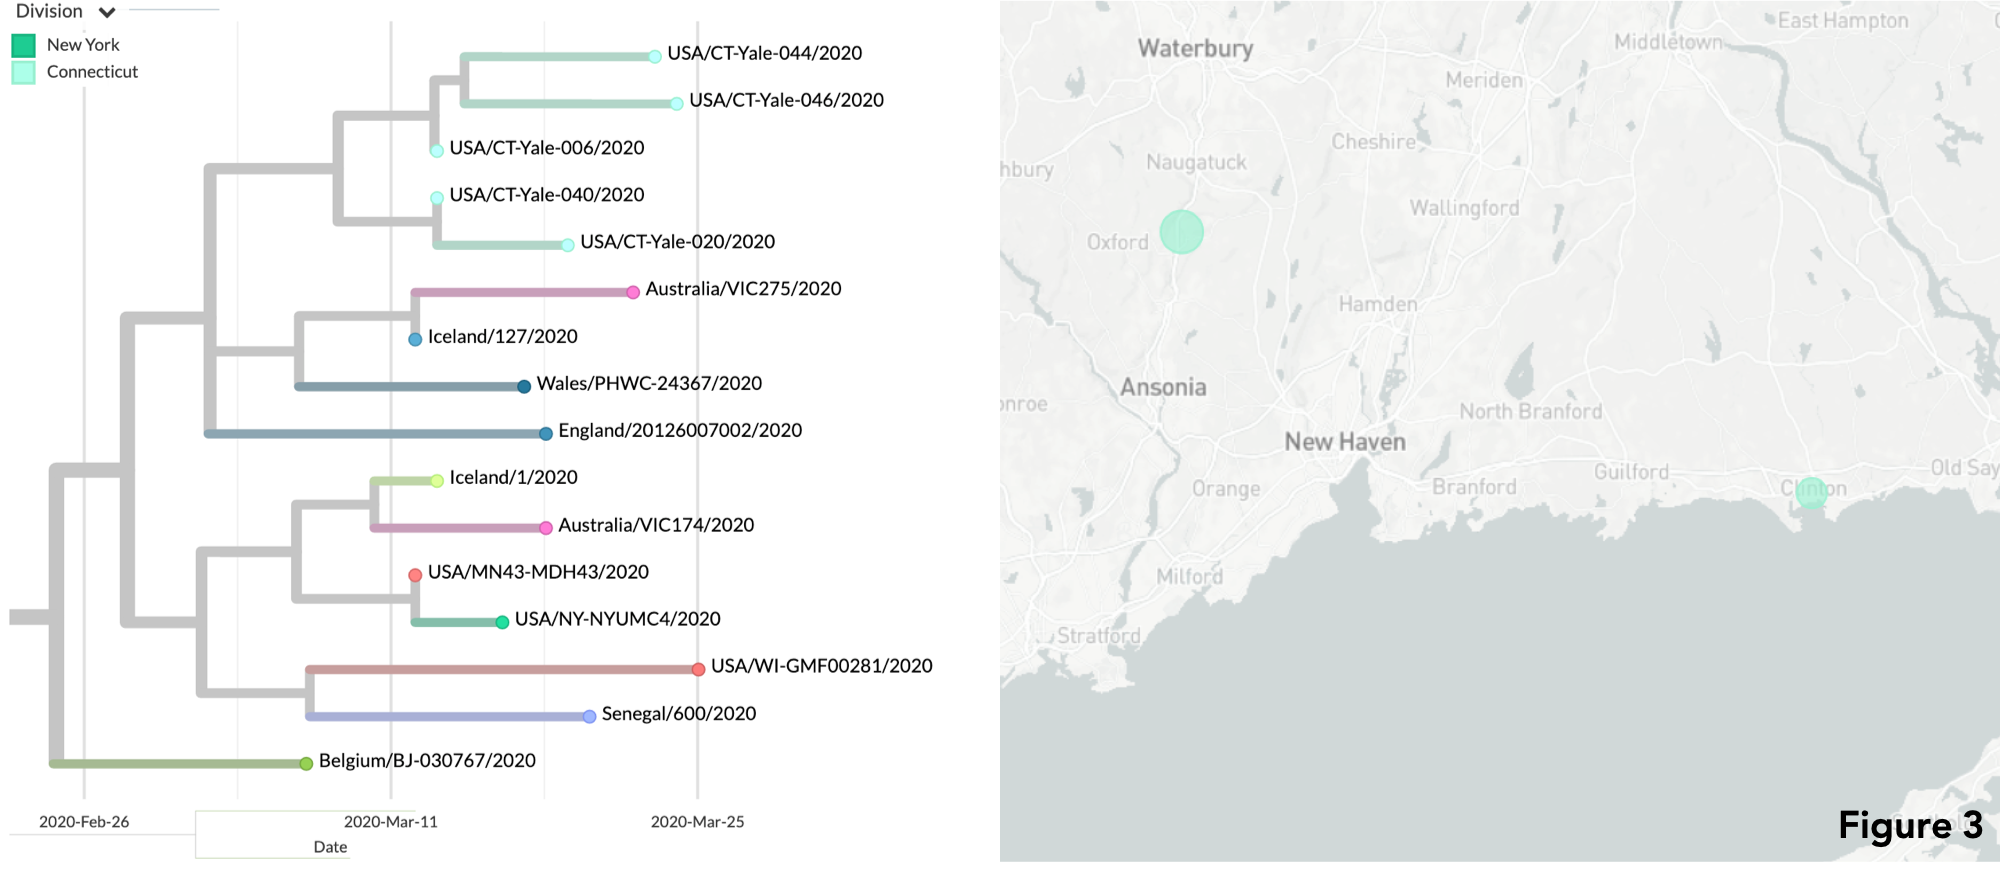 Division
New York
Connecticut
USA/CT-Yale-044/2020
USA/CT-Yale-046/2020
USA/CT-Yale-006/2020
USA/CT-Yale-040/2020
USA/CT-Yale-020/2020
Australia/VIC275/2020
Iceland/127/2020
Wales/PHWC-24367/2020
England/20126007002/2020
Iceland/1/2020
Australia/VIC174/2020
USA/MN43-MDH43/2020
USA/NY-NYUMC4/2020
USA/WI-GMF00281/2020
Senegal/600/2020
Belgium/BJ-030767/2020
2020-Feb-26
2020-Mar-11
2020-Mar-25
Date
East Hampton
Middletown
Waterbury
Meriden
Cheshire
Naugatuck
hbury
Wallingford
Oxford
Hamden
Ansonia
onroe
North Branford
New Haven
Guilford
Old Say
Orange
Branford
Clinton
Milford
Stratford
Figure 3